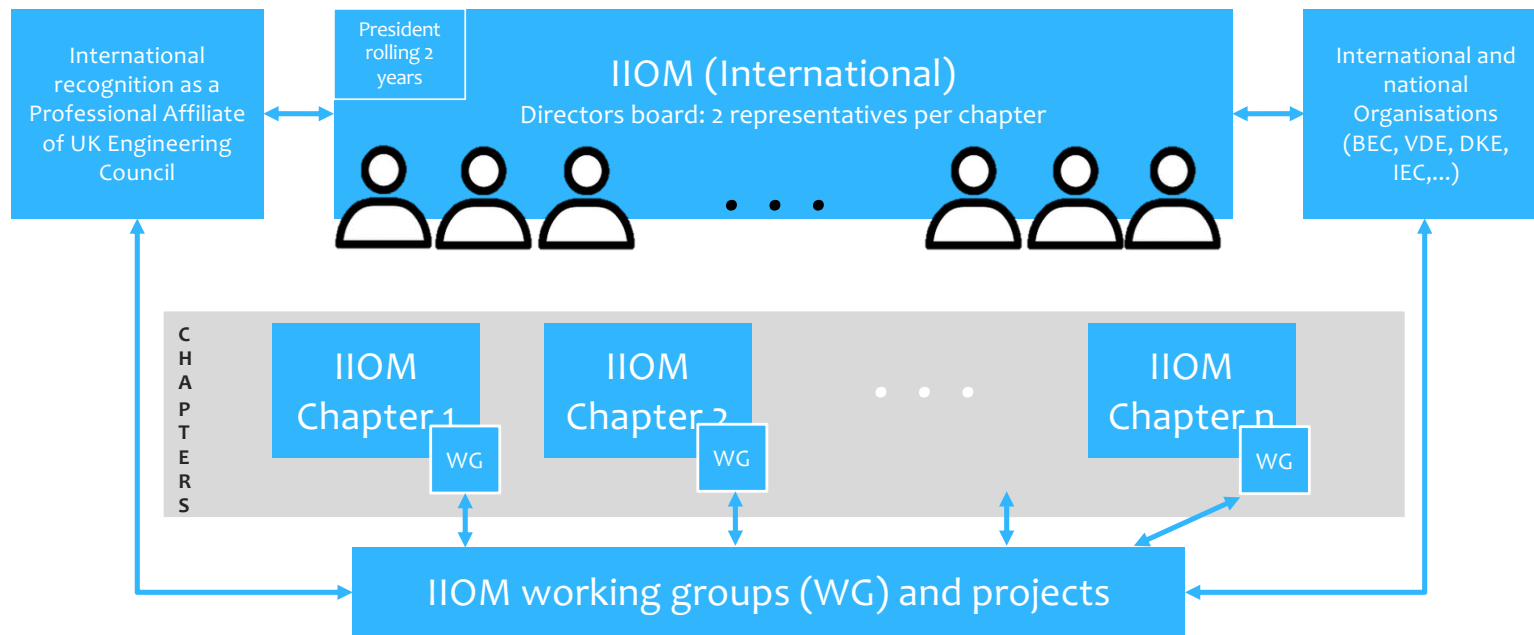 International
recognition as a
Professional Affiliate
of UK Engineering
Council
President
rolling 2
years
IIOM (International)
Directors board: 2 representatives per chapter
International and
national
Organisations
(BEC, VDE, DKE,
IEC,...)
. . .
CHAPTERS
IIOM
Chapter 1
WG
IIOM
Chapter 2
WG
. . .
IIOM
Chapter n
WG
IIOM working groups (WG) and projects